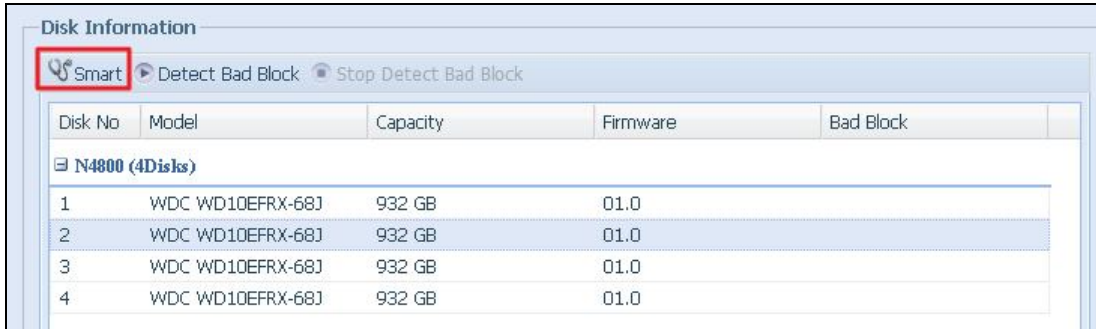 Disk Information
Smart Detect Bad Block Stop Detect Bad Block
Disk No Model Capacity Firmware Bad Block
N4800 (4Disks)
1 WDC WD10EFRX-68J 932 GB 01.0
2 WDC WD10EFRX-68J 932 GB 01.0
3 WDC WD10EFRX-68J 932 GB 01.0
4 WDC WD10EFRX-68J 932 GB 01.0